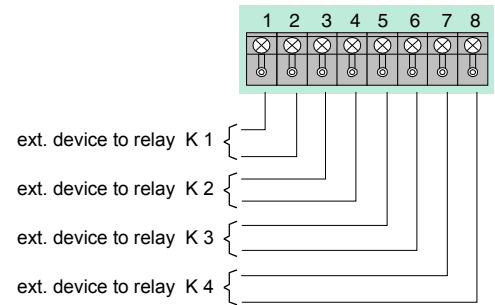 1 2 3 4 5 6 7 8
ext. device to relay K 1
ext. device to relay K 2
ext. device to relay K 3
ext. device to relay K 4